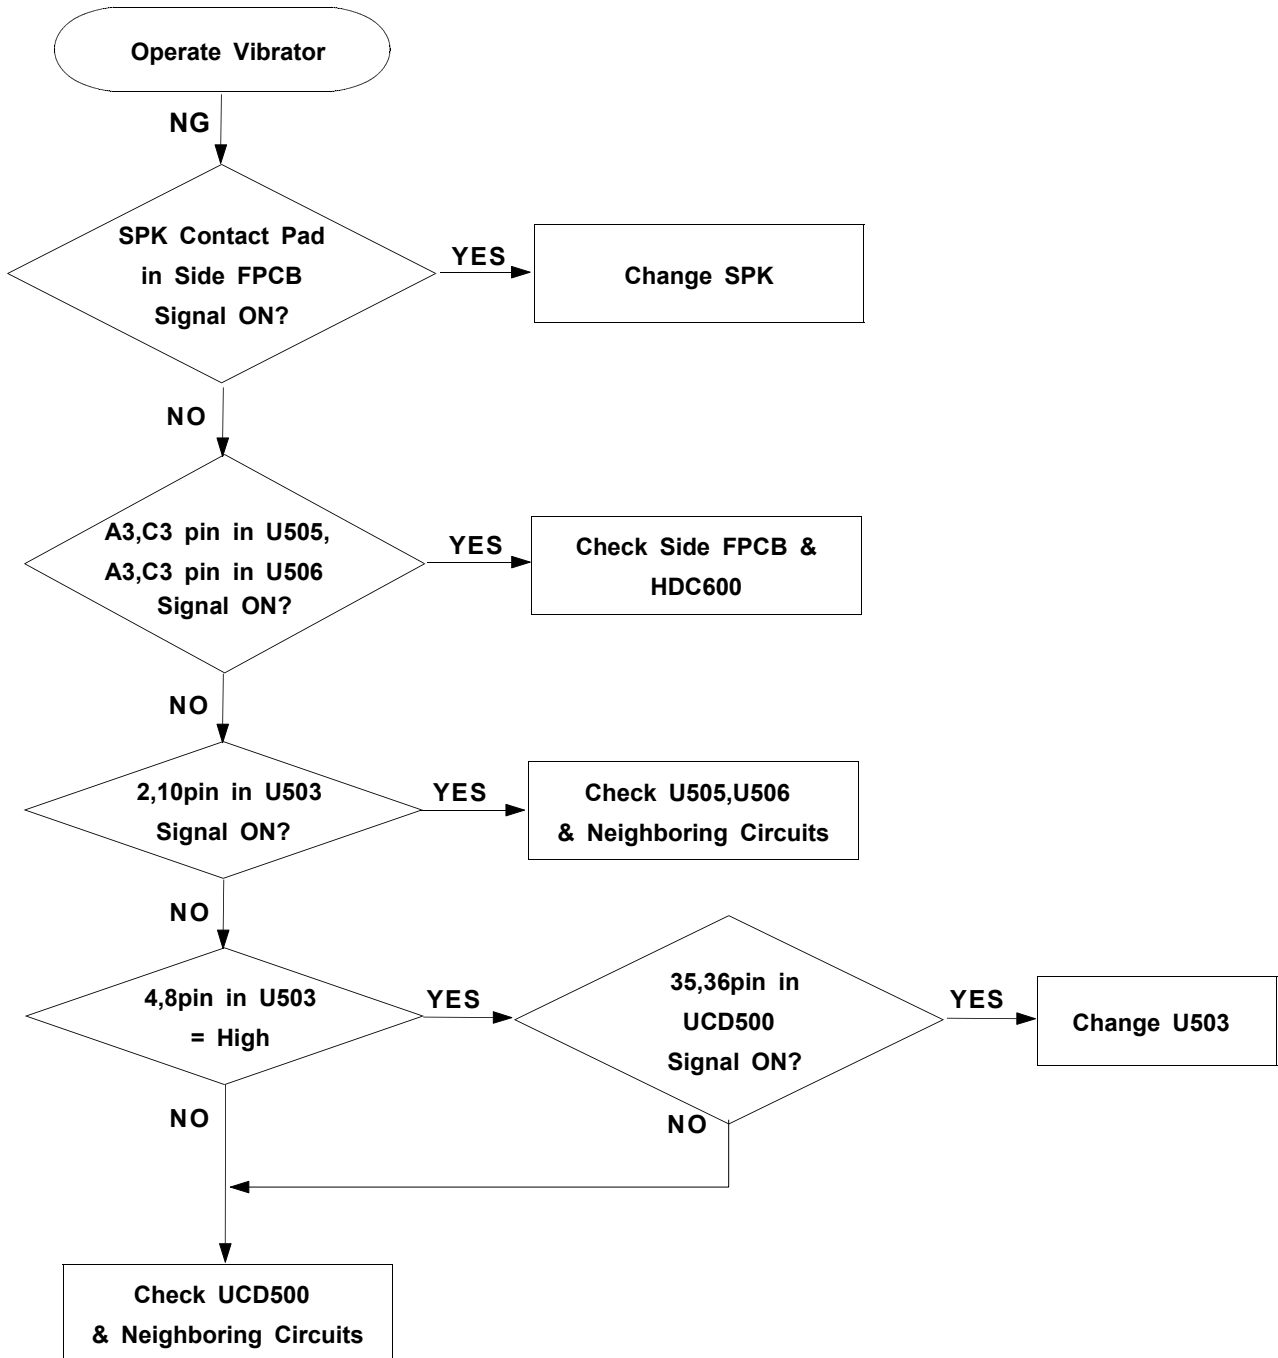 Operate Vibrator
NG
SPK Contact Pad
in Side FPCB
Signal ON?
YES
Change SPK
NO
A3,C3 pin in U505,
A3,C3 pin in U506
Signal ON?
YES
Check Side FPCB &
HDC600
NO
2,10pin in U503
Signal ON?
YES
Check U505,U506
& Neighboring Circuits
NO
4,8pin in U503
= High
YES
35,36pin in
UCD500
Signal ON?
YES
Change U503
NO
NO
Check UCD500
& Neighboring Circuits